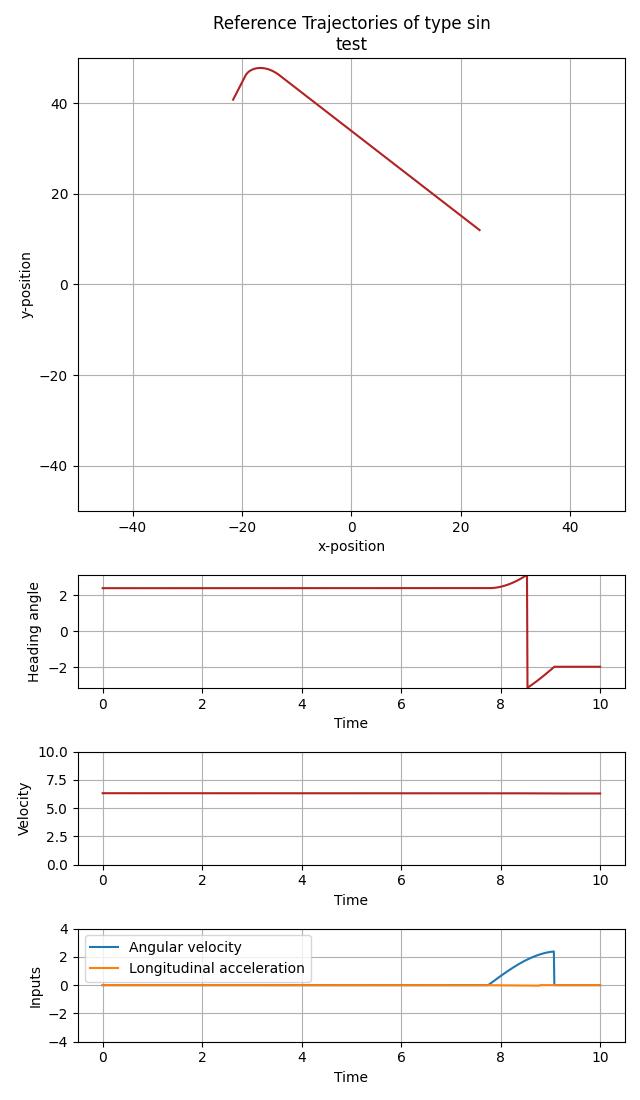 Reference Trajectories of type sin
test
40
20
0
−20
−40
y-position
−40 −20 0 20 40
x-position
2
0
−2
Heading angle
0 2 4 6 8 10
Time
10.0
7.5
5.0
2.5
0.0
Velocity
0 2 4 6 8 10
Time
4
2
0
−2
−4
Inputs
Angular velocity
Longitudinal acceleration
0 2 4 6 8 10
Time